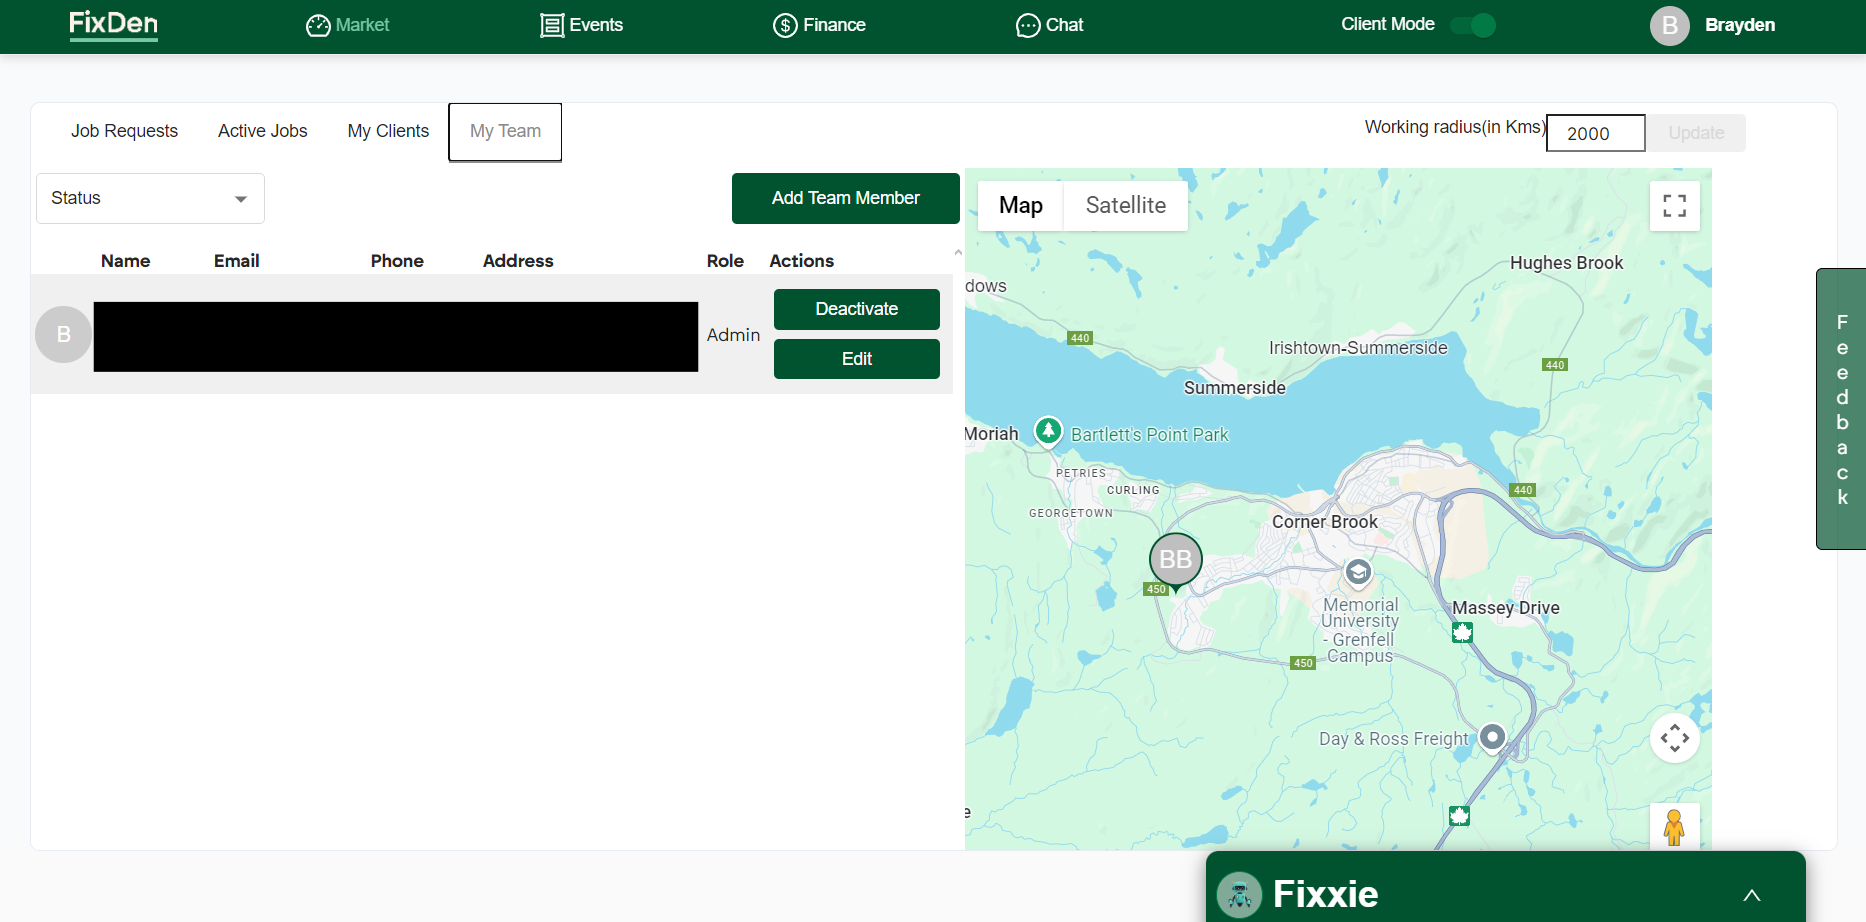 FixDen
Market
Events
Finance
Chat
Client Mode
B
Brayden
Job Requests
Active Jobs
My Clients
My Team
Working radius(in Kms)
2000
Update
Status
Add Team Member
Name
Email
Phone
Address
Role
Actions
B
Admin
Deactivate
Edit
Map
Satellite
Hughes Brook
dows
440
Irishtown-Summerside
440
Summerside
Moriah
Bartlett's Point Park
PETRIES
CURLING
440
GEORGETOWN
Corner Brook
BB
450
Memorial
University
- Grenfell
Campus
Massey Drive
450
Day & Ross Freight
e
Feedback
Fixxie